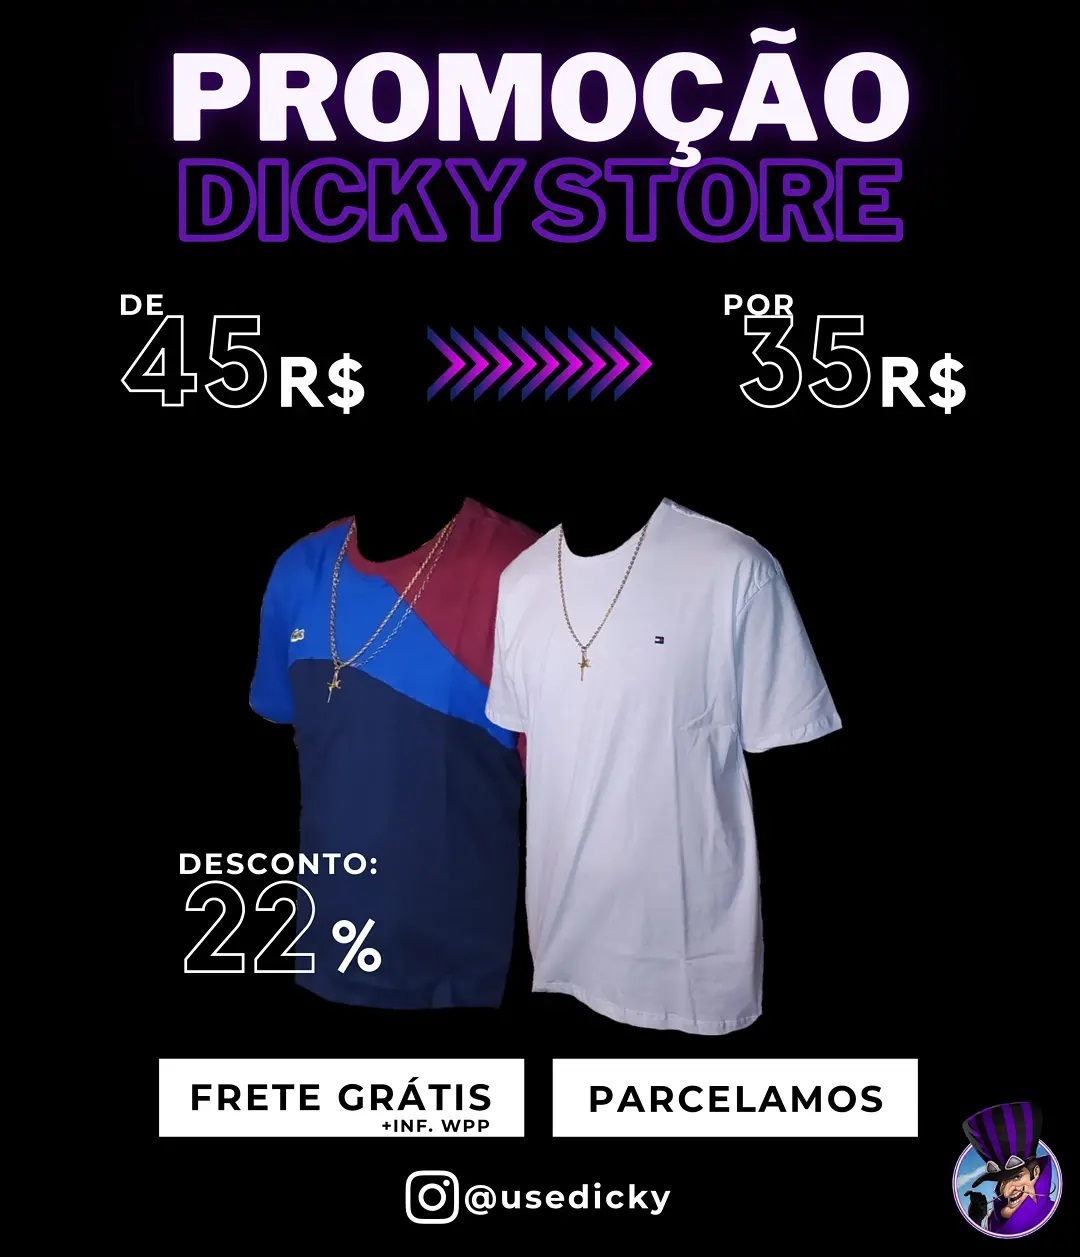 PROMOÇÃO
DICKY STORE
DE
45R$
POR
35R$
DESCONTO:
22%
FRETE GRÁTIS
+INF. WPP
PARCELAMOS
@usedicky